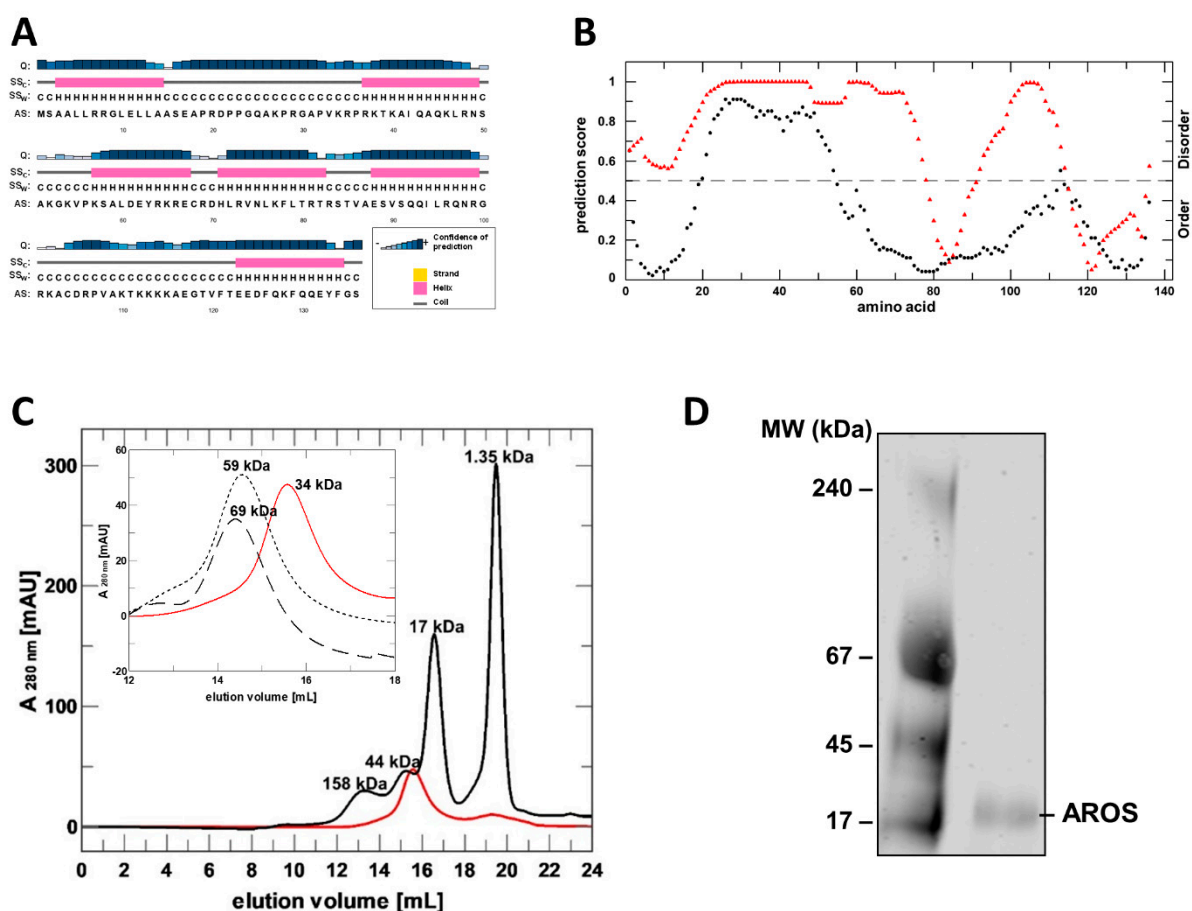 A
Q:
SSC:
SSW: CCHHHHHHHHHHHHCCCCCCCCCCCCCCCCCCCCCCHHHHHHHHHHHHHC
AS: MSAALLRRGLELLAASEAPRDPPGQAKPRGAPVKRPRKTKAIQAQKLRNS
10 20 30 40 50
Q:
SSC:
SSW: CCCCCCHHHHHHHHHHHCCCHHHHHHHHHHHHCCCCCHHHHHHHHHHHHC
AS: AKGKVPKSALDEYRKRECRDHLRVNLKFLTRTRSTVAESVSQQILRQNRG
60 70 80 90 100
Q:
SSC:
SSW: CCCCCCCCCCCCCCCCCCCCCCHHHHHHHHHHHHCC
AS: RKACDRPVAKTKKKKAEGTVFTEEDFQKFQQEYFGS
110 120 130
- + Confidence of
prediction
Strand
Helix
Coil
B
prediction score
1
0.8
0.6
0.4
0.2
0
0 20 40 60 80 100 120 140
amino acid
Disorder
Order
C
A 280 nm [mAU]
300
200
100
0
0 2 4 6 8 10 12 14 16 18 20 22 24
elution volume [mL]
158 kDa
44 kDa
17 kDa
1.35 kDa
A 280 nm [mAU]
60
40
20
0
-20
12 14 16 18
elution volume [mL]
59 kDa
69 kDa
34 kDa
D
MW (kDa)
240
67
45
17
AROS